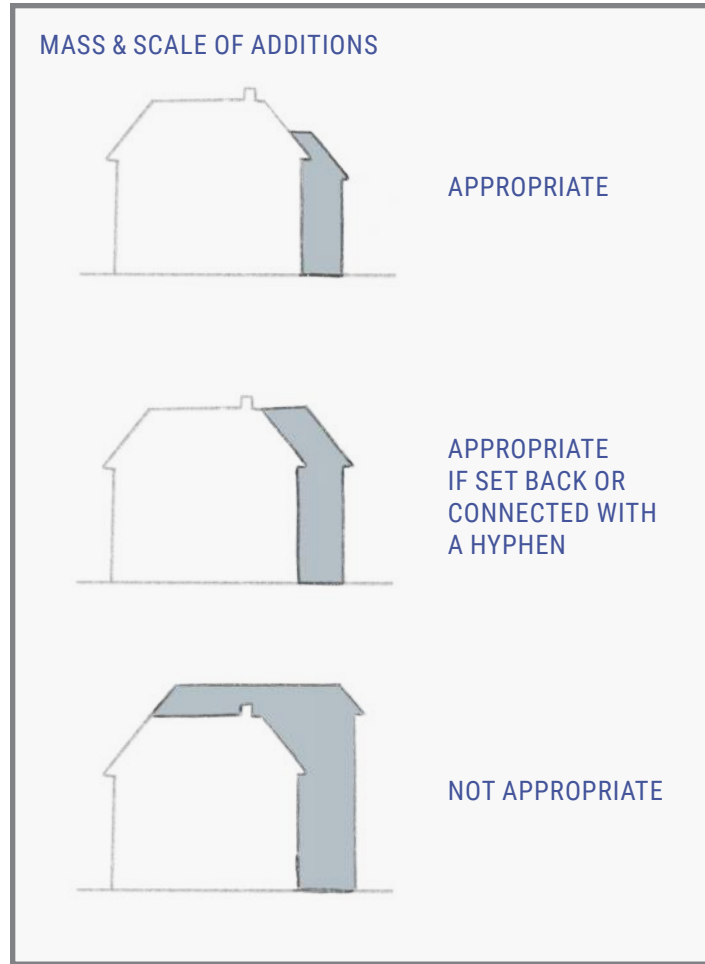 MASS & SCALE OF ADDITIONS
APPROPRIATE
APPROPRIATE
IF SET BACK OR
CONNECTED WITH
A HYPHEN
NOT APPROPRIATE